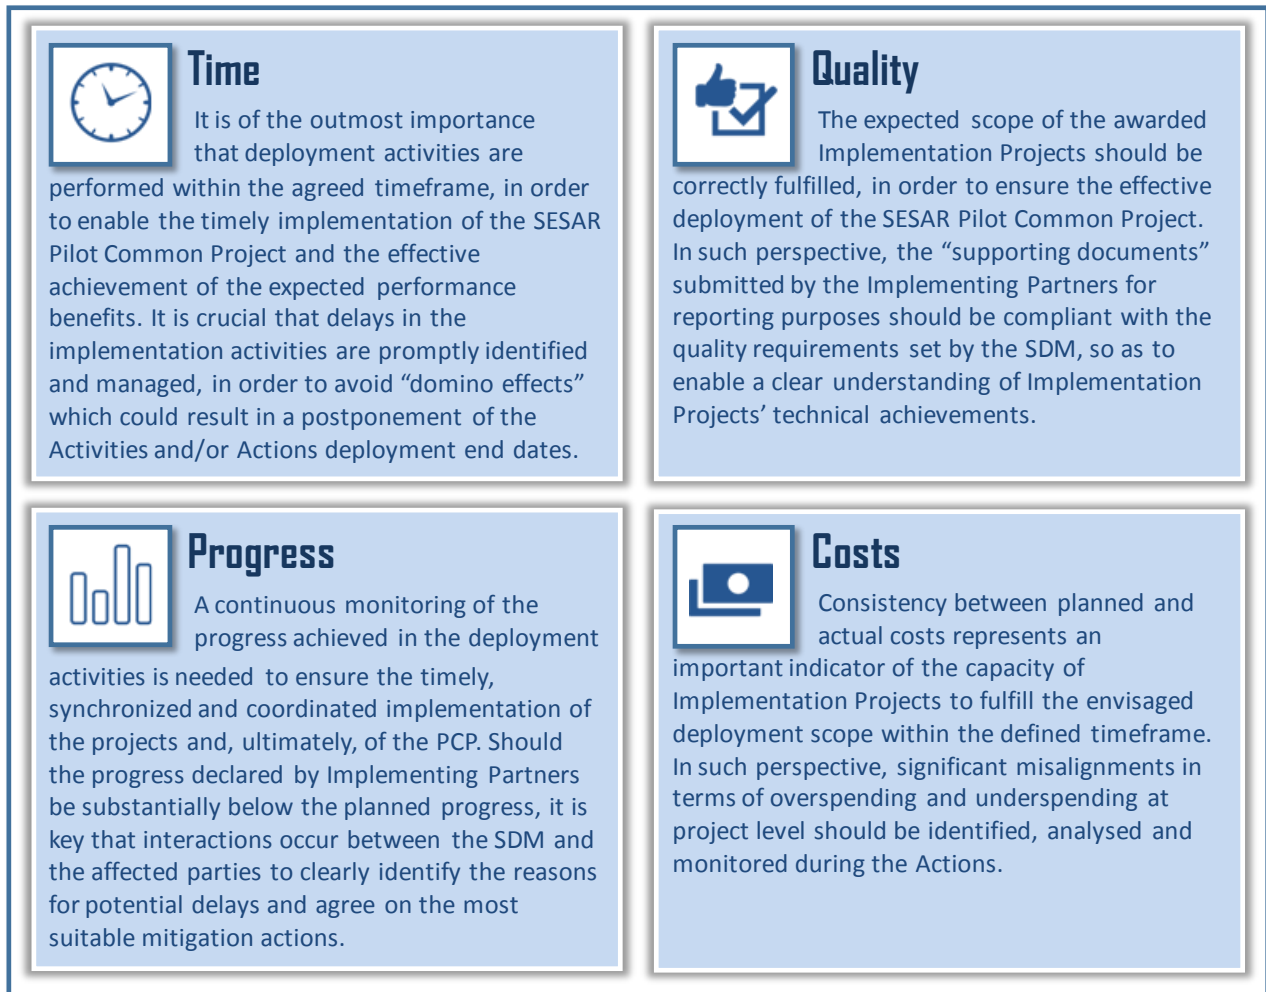 Time
It is of the outmost importance
that deployment activities are
performed within the agreed timeframe, in order
to enable the timely implementation of the SESAR
Pilot Common Project and the effective
achievement of the expected performance
benefits. It is crucial that delays in the
implementation activities are promptly identified
and managed, in order to avoid “domino effects”
which could result in a postponement of the
Activities and/or Actions deployment end dates.
Quality
The expected scope of the awarded
Implementation Projects should be
correctly fulfilled, in order to ensure the effective
deployment of the SESAR Pilot Common Project.
In such perspective, the “supporting documents”
submitted by the Implementing Partners for
reporting purposes should be compliant with the
quality requirements set by the SDM, so as to
enable a clear understanding of Implementation
Projects’ technical achievements.
Progress
A continuous monitoring of the
progress achieved in the deployment
activities is needed to ensure the timely,
synchronized and coordinated implementation of
the projects and, ultimately, of the PCP. Should
the progress declared by Implementing Partners
be substantially below the planned progress, it is
key that interactions occur between the SDM and
the affected parties to clearly identify the reasons
for potential delays and agree on the most
suitable mitigation actions.
Costs
Consistency between planned and
actual costs represents an
important indicator of the capacity of
Implementation Projects to fulfill the envisaged
deployment scope within the defined timeframe.
In such perspective, significant misalignments in
terms of overspending and underspending at
project level should be identified, analysed and
monitored during the Actions.